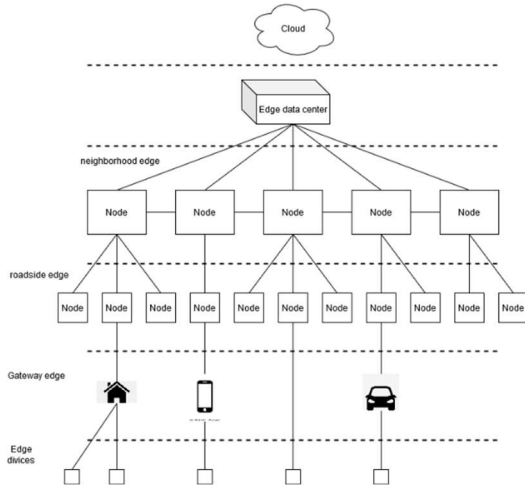 Cloud
Edge data center
neighborhood edge
Node Node Node Node Node
roadside edge
Node Node Node Node Node Node Node Node Node Node Node
Gateway edge
Edge
divices